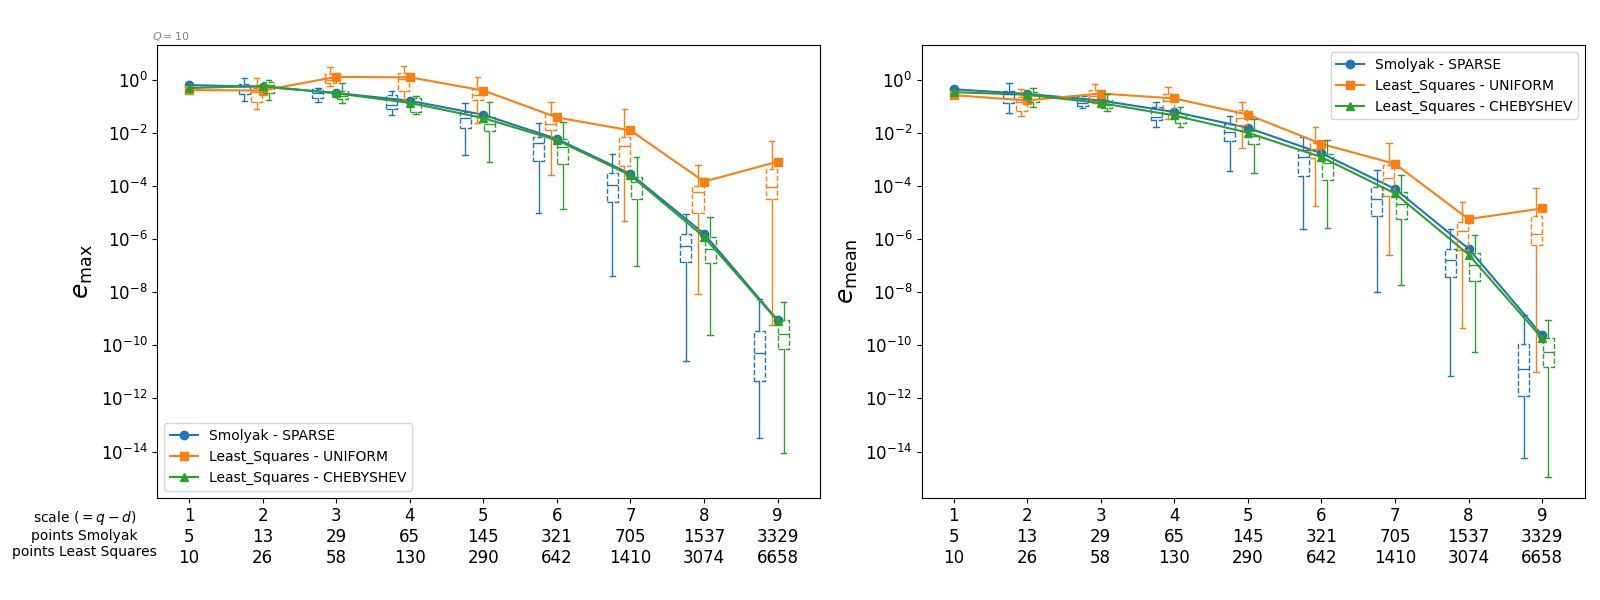 Q = 10
10^0
10^-2
10^-4
10^-6
10^-8
10^-10
10^-12
10^-14
e_max
Smolyak - SPARSE
Least_Squares - UNIFORM
Least_Squares - CHEBYSHEV
scale (= q − d) 1 2 3 4 5 6 7 8 9
points Smolyak 5 13 29 65 145 321 705 1537 3329
points Least Squares 10 26 58 130 290 642 1410 3074 6658
10^0
10^-2
10^-4
10^-6
10^-8
10^-10
10^-12
10^-14
e_mean
Smolyak - SPARSE
Least_Squares - UNIFORM
Least_Squares - CHEBYSHEV
1 2 3 4 5 6 7 8 9
5 13 29 65 145 321 705 1537 3329
10 26 58 130 290 642 1410 3074 6658